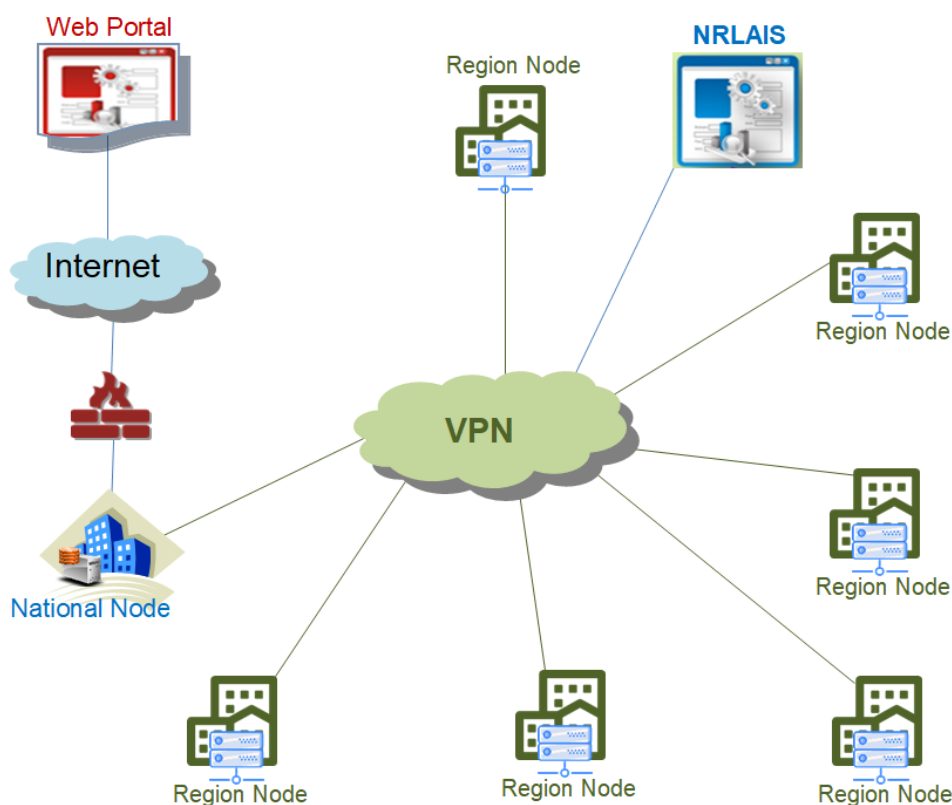 Web Portal
NRLAIS
Region Node
Internet
Region Node
VPN
Region Node
National Node
Region Node
Region Node
Region Node